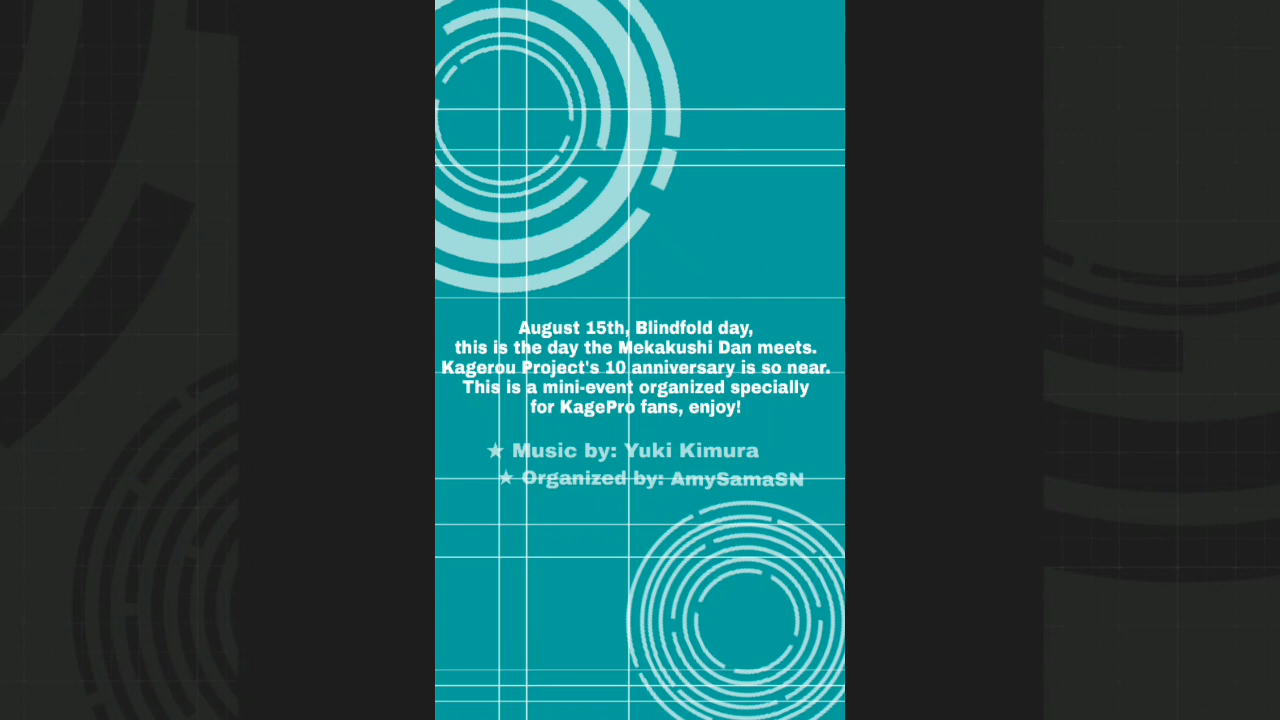 August 15th, Blindfold day,
this is the day the Mekakushi Dan meets.
Kagerou Project's 10 anniversary is so near.
This is a mini-event organized specially
for KagePro fans, enjoy!
★ Music by: Yuki Kimura
★ Organized by: AmySamaSN